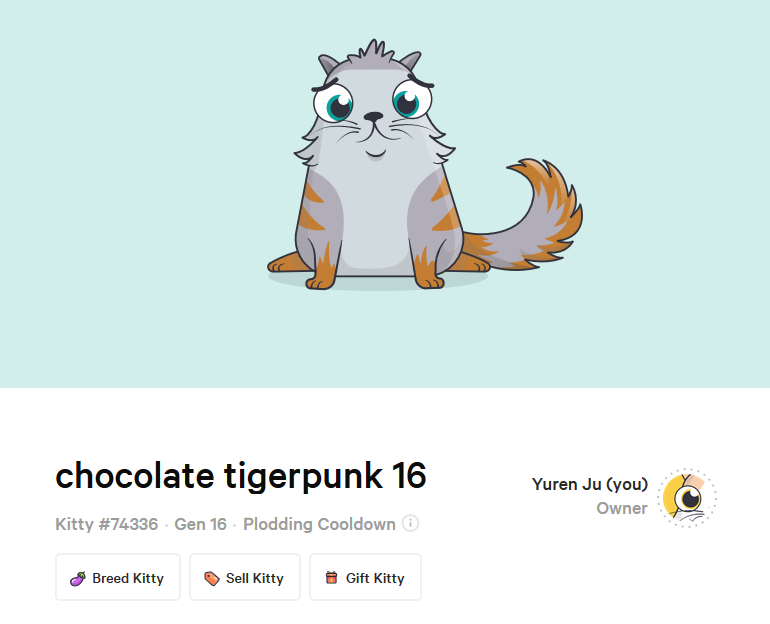 chocolate tigerpunk 16
Yuren Ju (you)
Owner
Kitty #74336 · Gen 16 · Plodding Cooldown
Breed Kitty
Sell Kitty
Gift Kitty